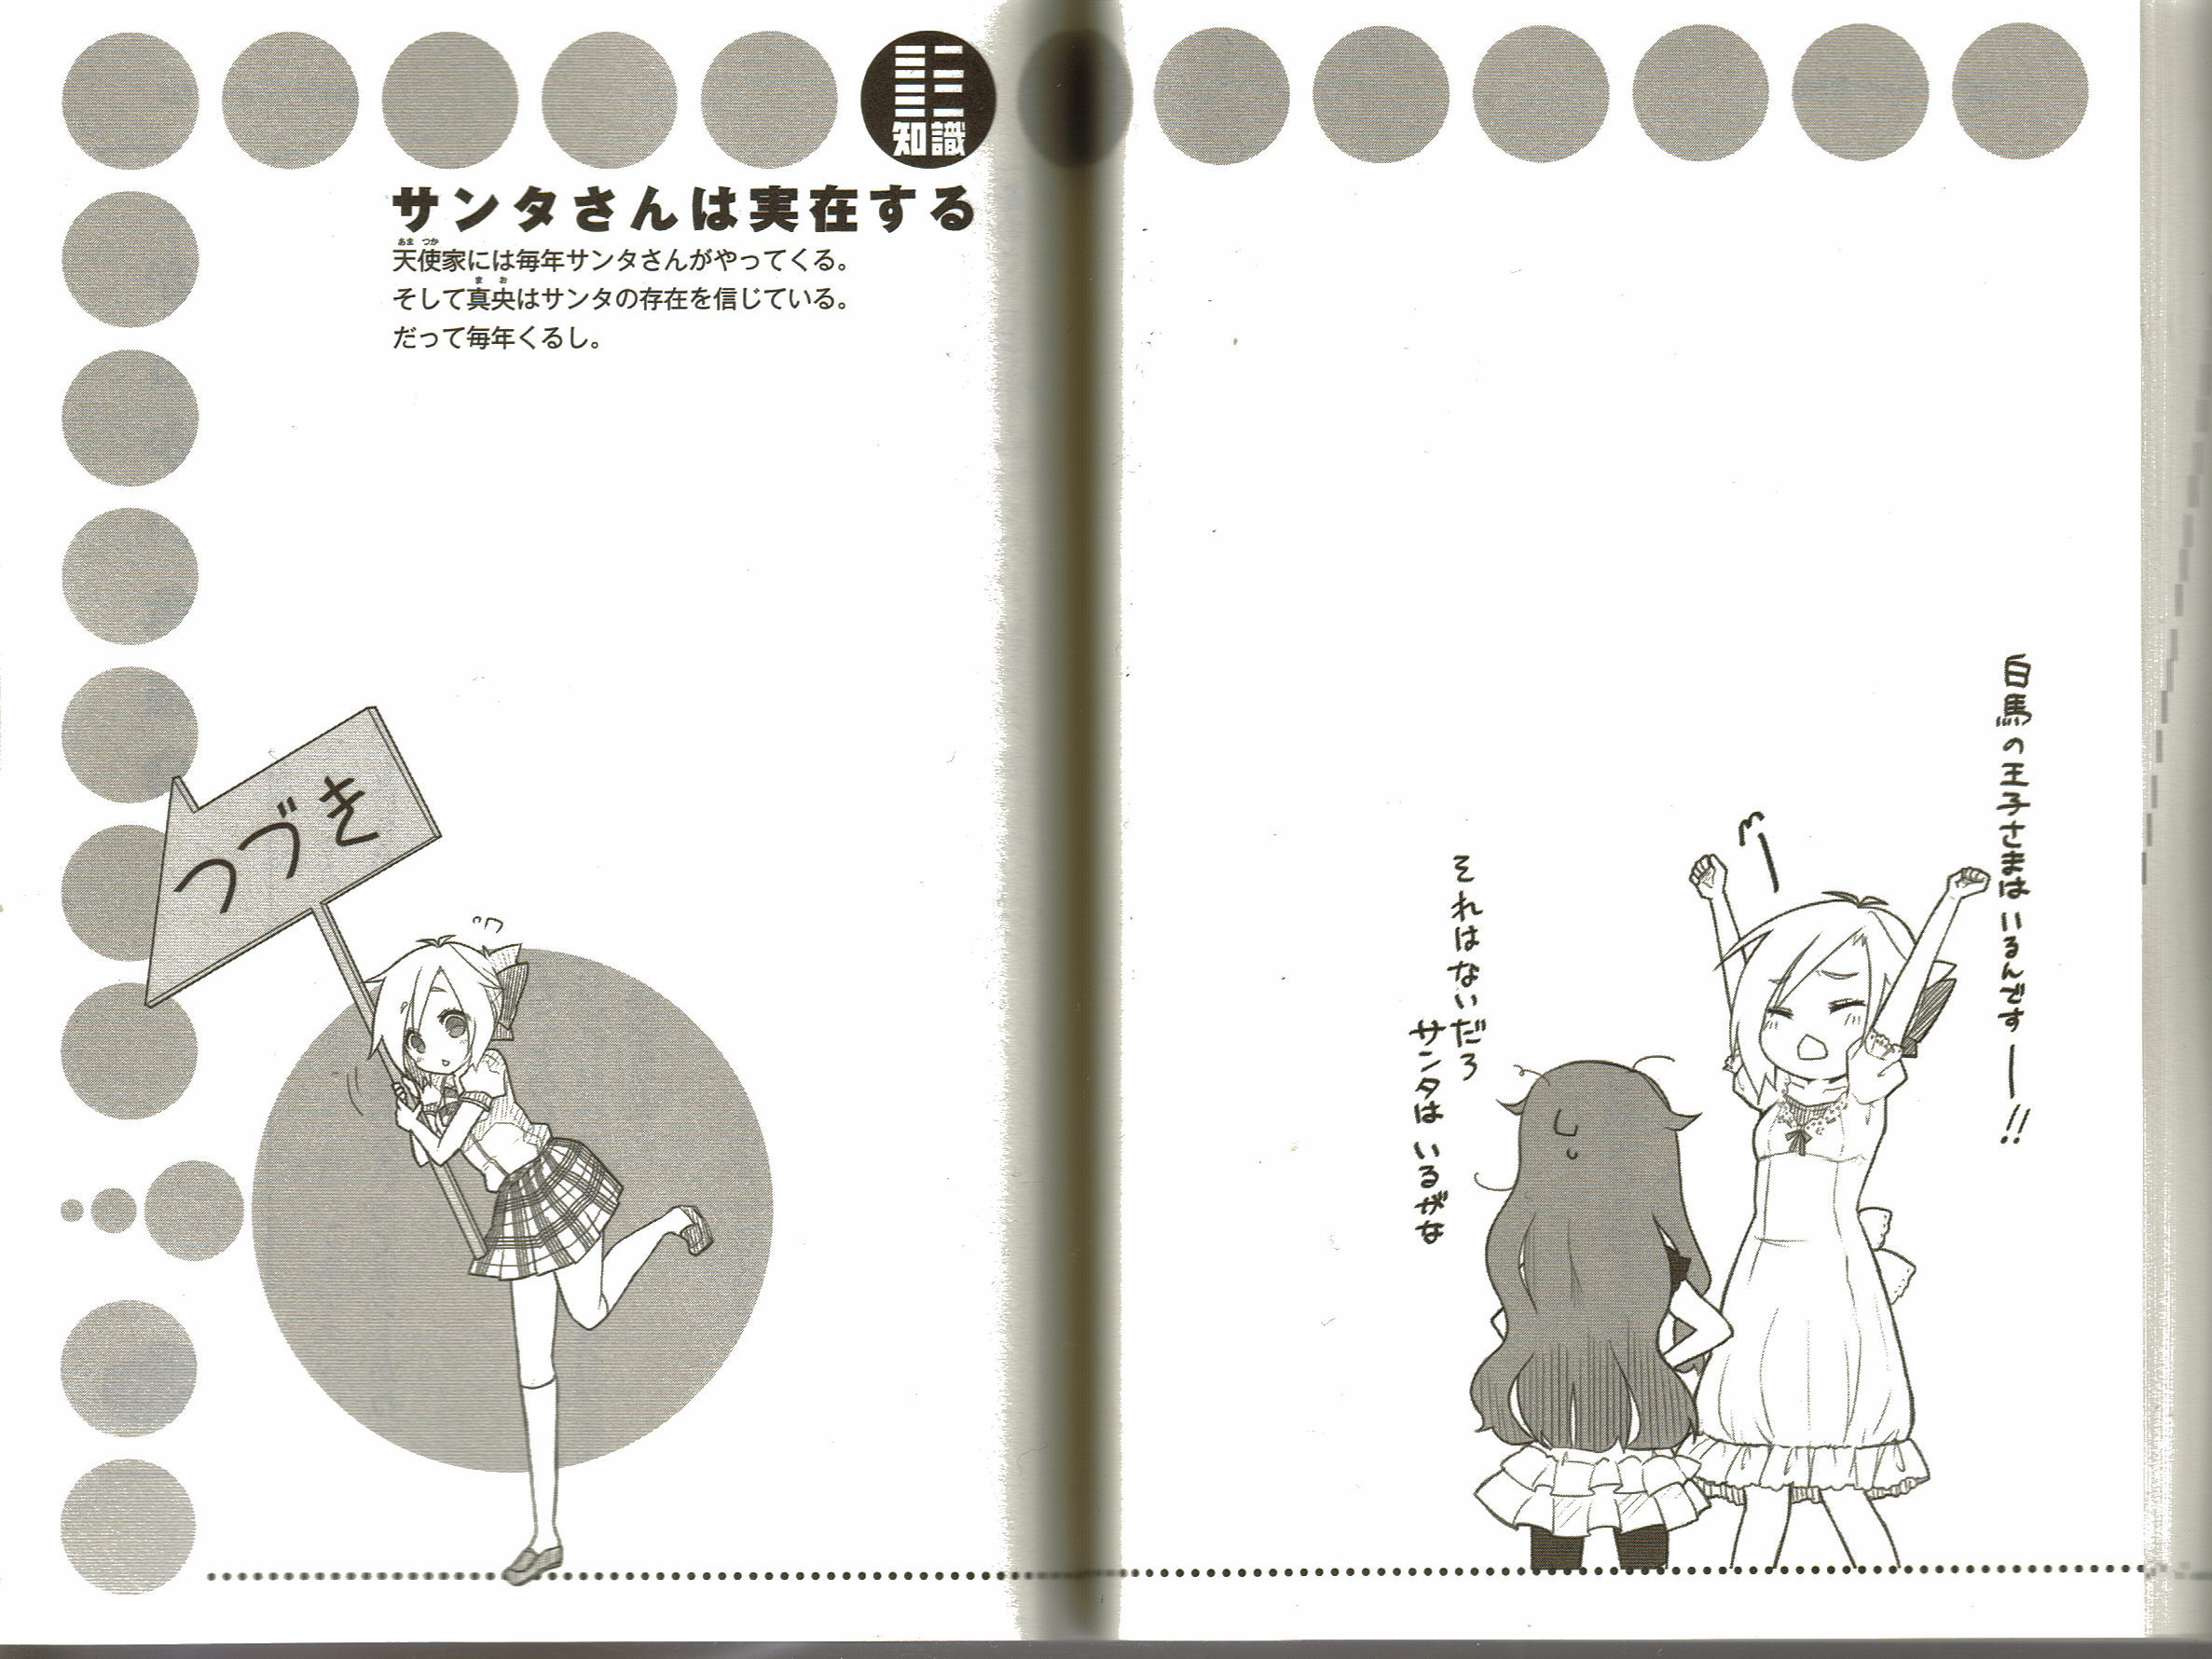 白馬の王子さまはいるんですー!!
それはないだろ
サンタはいるがな
ミニ
ミニ
知識
サンタさんは実在する
あま つか
天使家には毎年サンタさんがやってくる。
ま お
そして真央はサンタの存在を信じている。
だって毎年くるし。
つづき